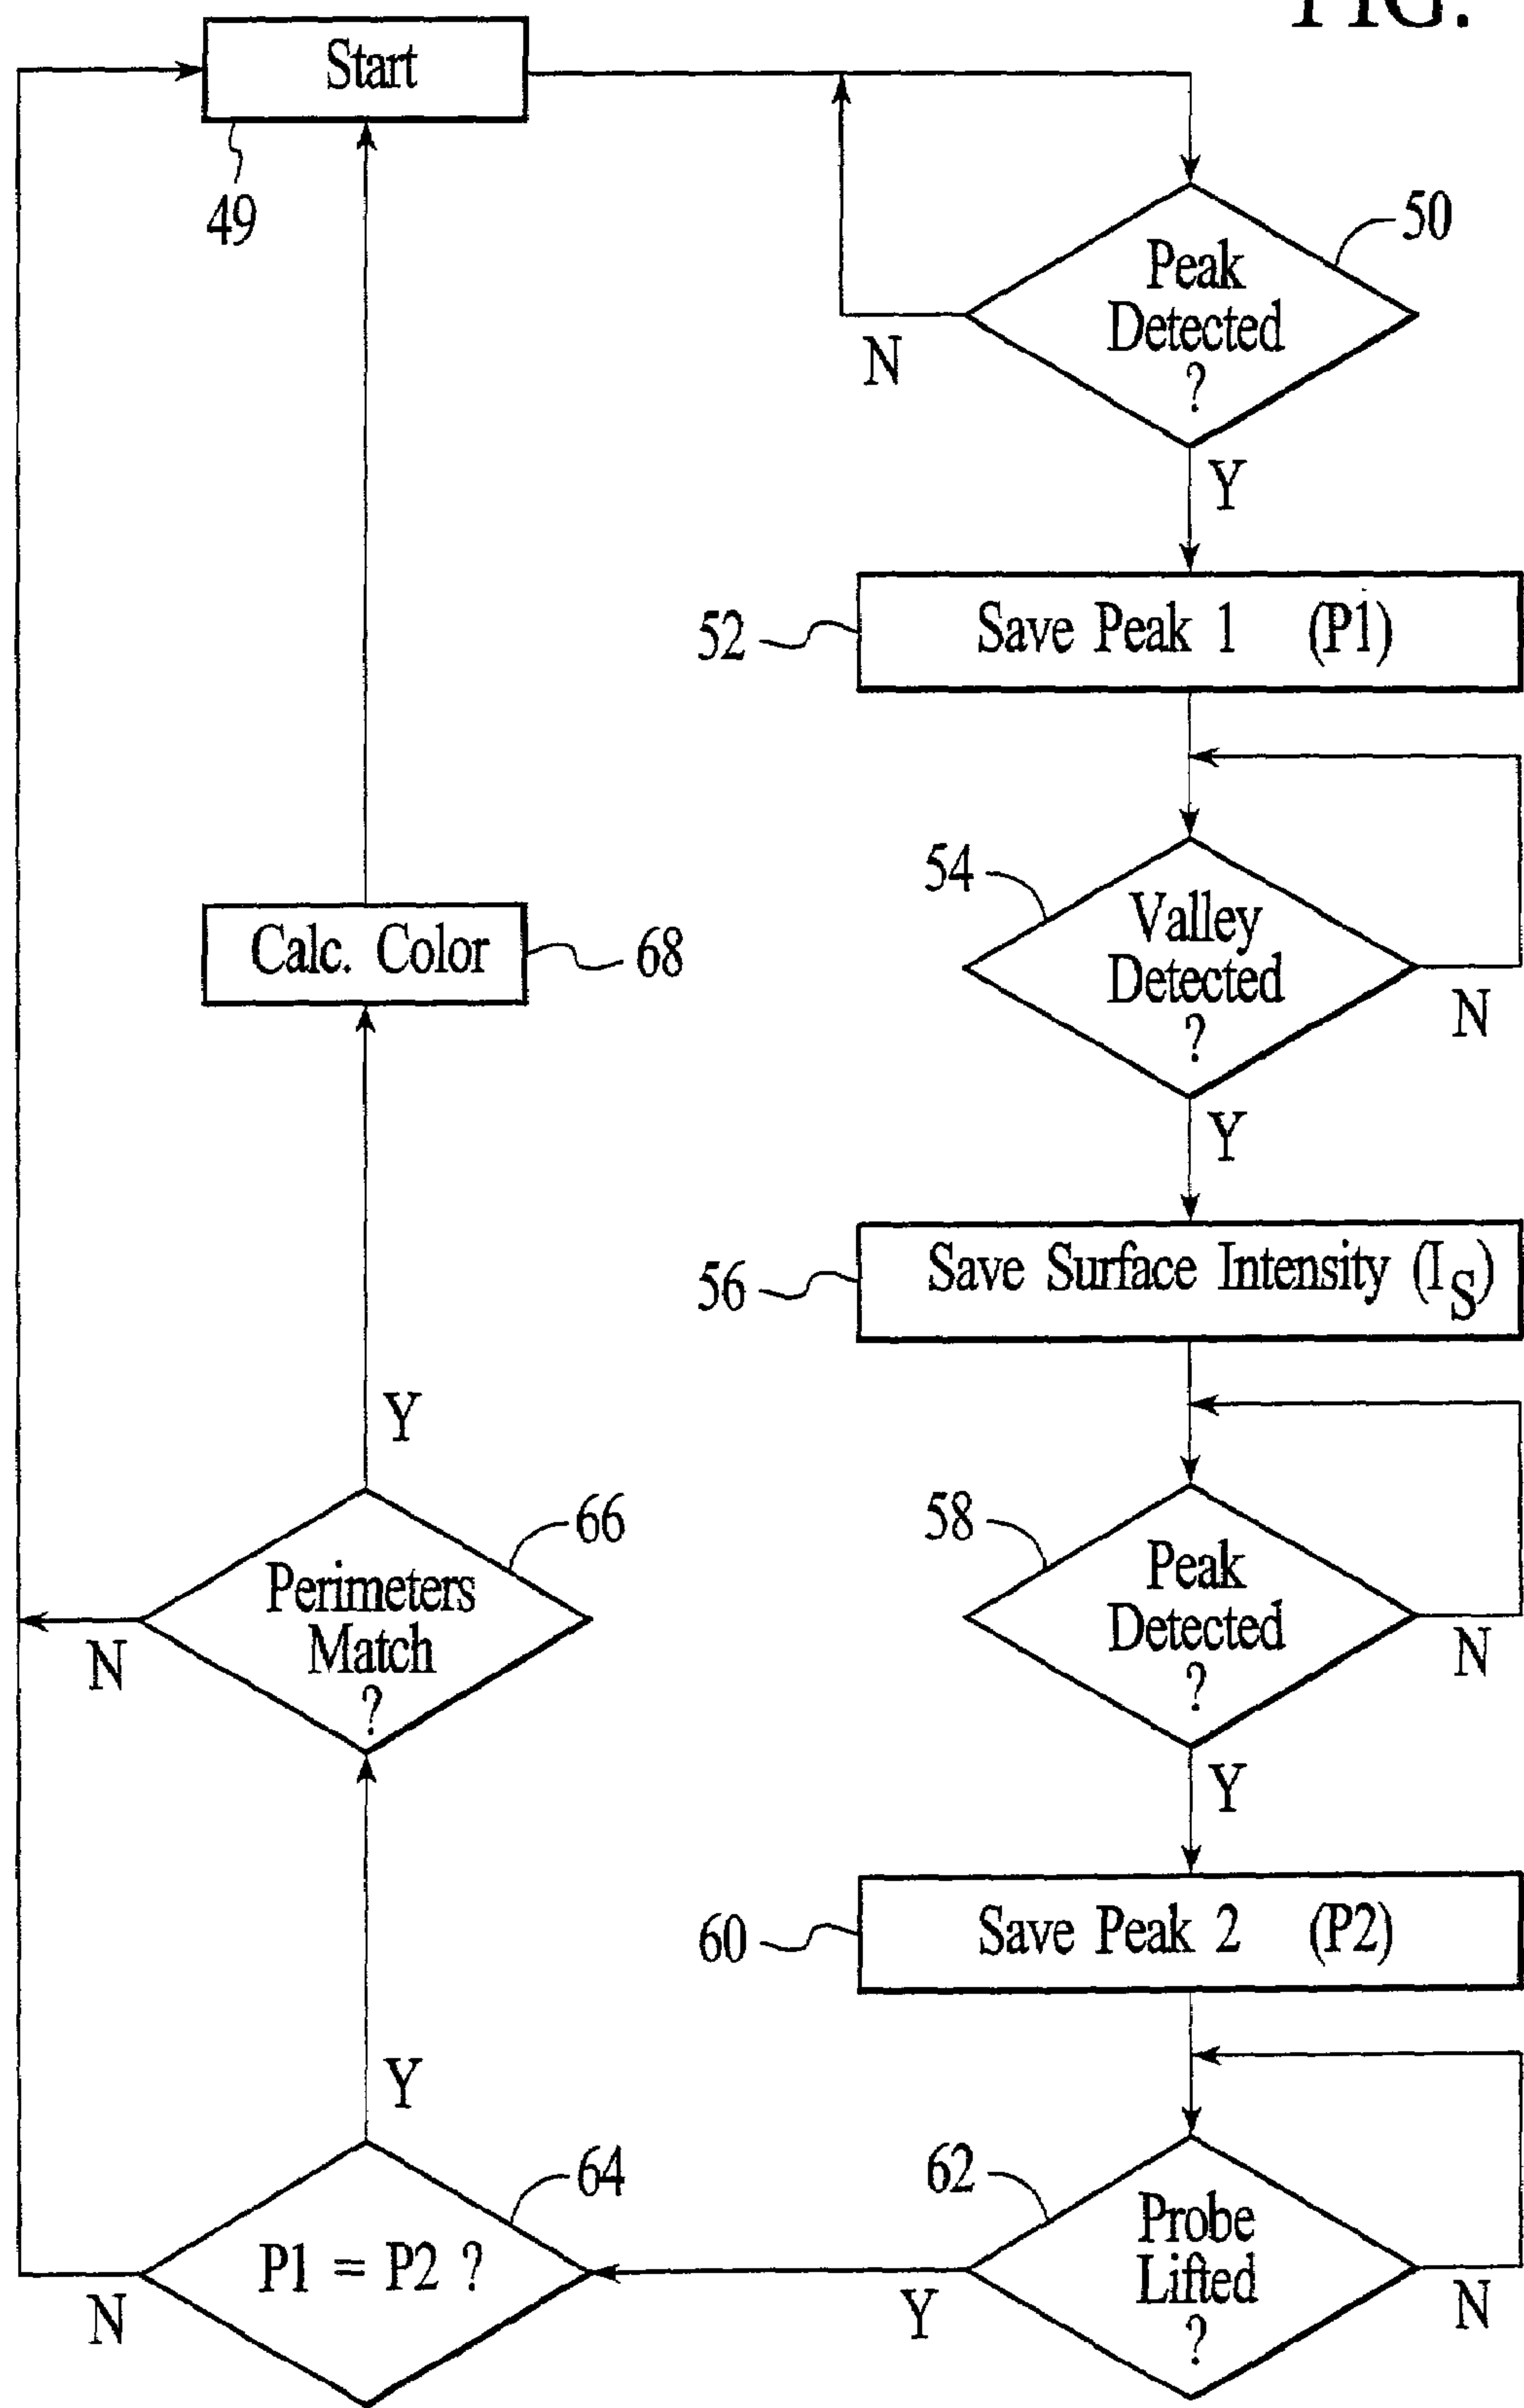 FIG.
Start
49
50
Peak
Detected
?
N
Y
52
Save Peak 1 (P1)
54
Valley
Detected
?
N
Y
56
Save Surface Intensity (IS)
58
Peak
Detected
?
N
Y
60
Save Peak 2 (P2)
62
Probe
Lifted
?
N
Y
64
P1 = P2 ?
N
Y
66
Perimeters
Match
?
N
Y
Calc. Color
68